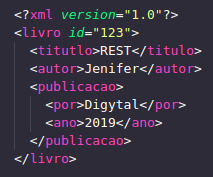 <?xml version="1.0"?>
<livro id="123">
<titutlo>REST</titulo>
<autor>Jenifer</autor>
<publicacao>
<por>Digytal</por>
<ano>2019</ano>
</publicacao>
</livro>